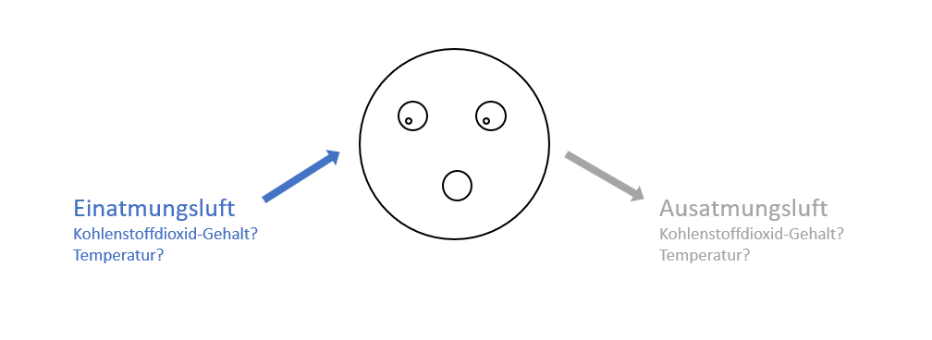 Einatmungsluft
Kohlenstoffdioxid-Gehalt?
Temperatur?
Ausatmungsluft
Kohlenstoffdioxid-Gehalt?
Temperatur?